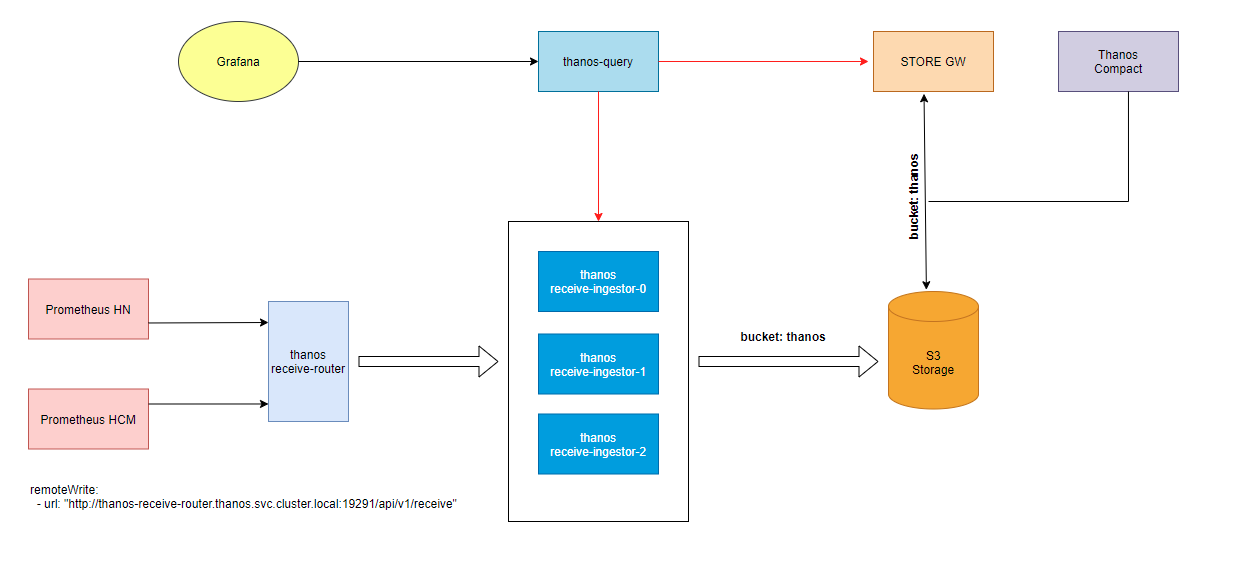 Grafana
thanos-query
STORE GW
Thanos
Compact
bucket: thanos
thanos
receive-ingestor-0
Prometheus HN
thanos
receive-router
thanos
receive-ingestor-1
bucket: thanos
S3
Storage
Prometheus HCM
thanos
receive-ingestor-2
remoteWrite:
- url: "http://thanos-receive-router.thanos.svc.cluster.local:19291/api/v1/receive"